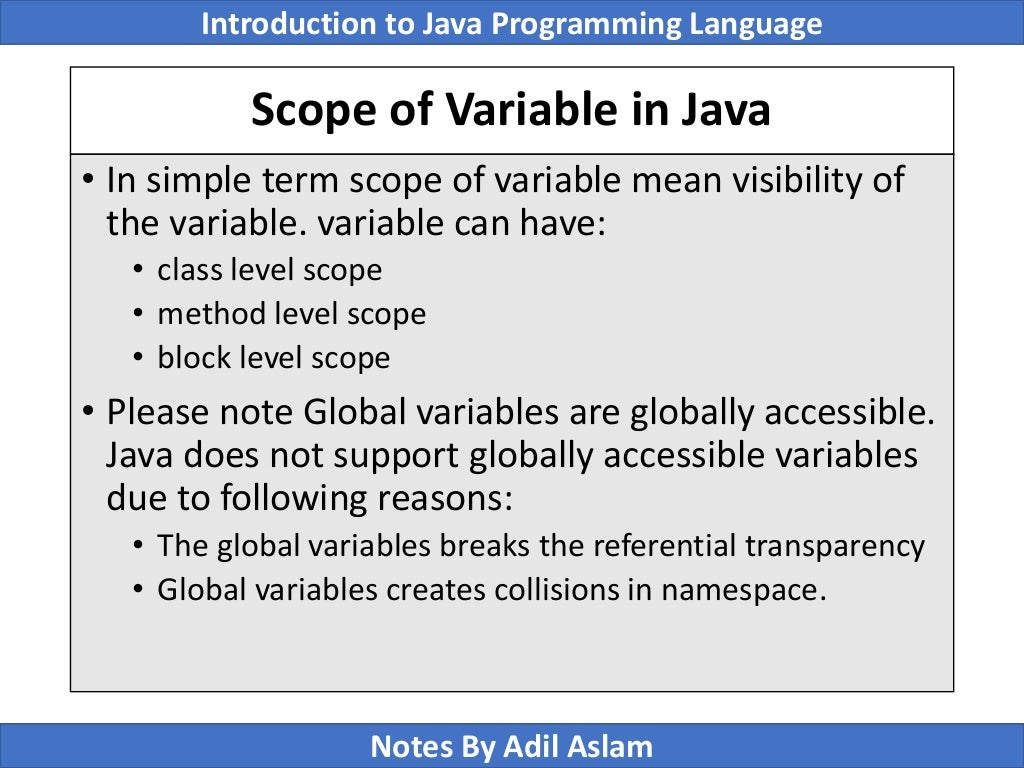 Introduction to Java Programming Language
Scope of Variable in Java
• In simple term scope of variable mean visibility of
the variable. variable can have:
• class level scope
• method level scope
• block level scope
• Please note Global variables are globally accessible.
Java does not support globally accessible variables
due to following reasons:
• The global variables breaks the referential transparency
• Global variables creates collisions in namespace.
Notes By Adil Aslam